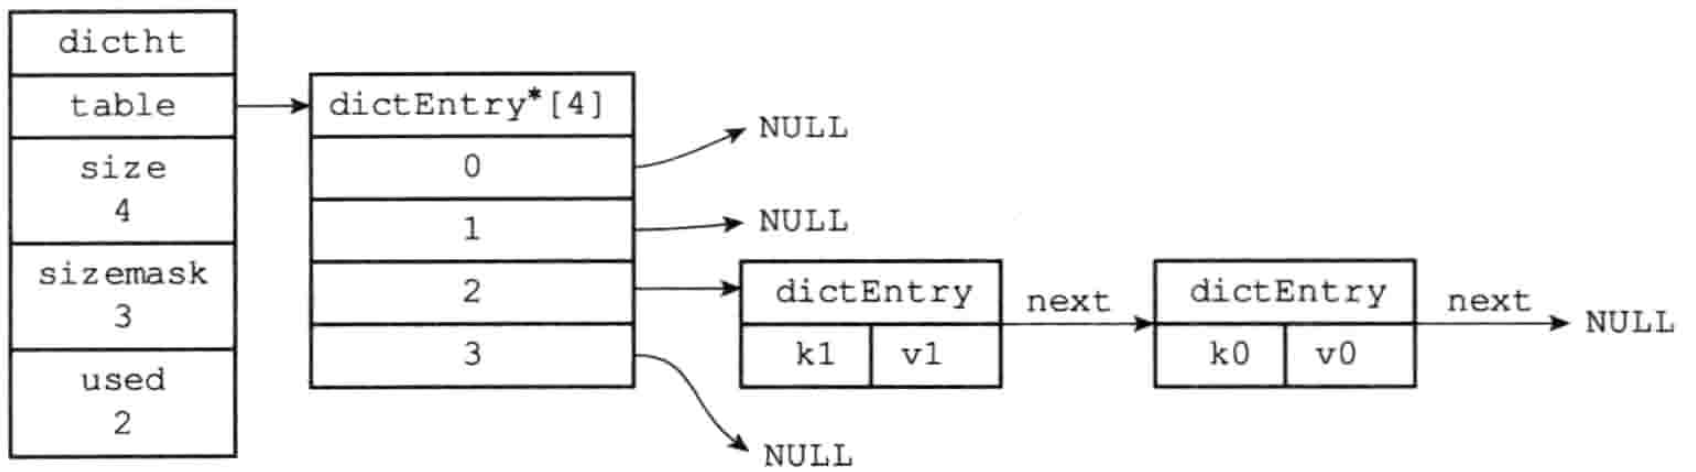 dictht
table
size
4
sizemask
3
used
2
dictEntry*[4]
0
1
2
3
NULL
NULL
dictEntry
k1 v1
next
dictEntry
k0 v0
next
NULL
NULL